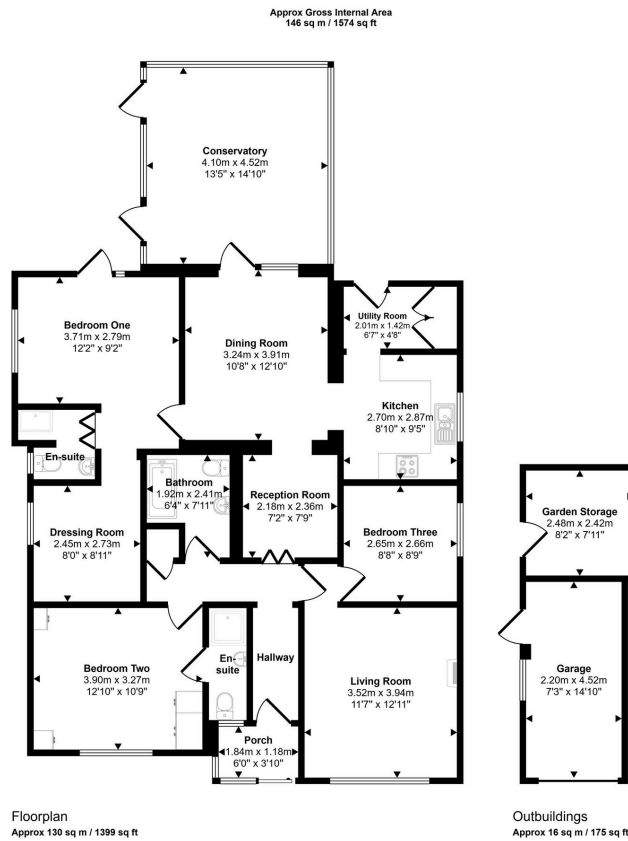 Approx Gross Internal Area
146 sq m / 1574 sq ft
Conservatory
4.10m x 4.52m
13'5" x 14'10"
Bedroom One
3.71m x 2.79m
12'2" x 9'2"
Dining Room
3.24m x 3.91m
10'8" x 12'10"
Utility Room
2.01m x 1.42m
6'7" x 4'8"
Kitchen
2.70m x 2.87m
8'10" x 9'5"
En-suite
Bathroom
1.92m x 2.41m
6'4" x 7'11"
Reception Room
2.18m x 2.36m
7'2" x 7'9"
Dressing Room
2.45m x 2.73m
8'0" x 8'11"
Bedroom Three
2.65m x 2.66m
8'8" x 8'9"
Garden Storage
2.48m x 2.42m
8'2" x 7'11"
Bedroom Two
3.90m x 3.27m
12'10" x 10'9"
En-
suite
Hallway
Living Room
3.52m x 3.94m
11'7" x 12'11"
Garage
2.20m x 4.52m
7'3" x 14'10"
Porch
1.84m x 1.18m
6'0" x 3'10"
Floorplan
Approx 130 sq m / 1399 sq ft
Outbuildings
Approx 16 sq m / 175 sq ft